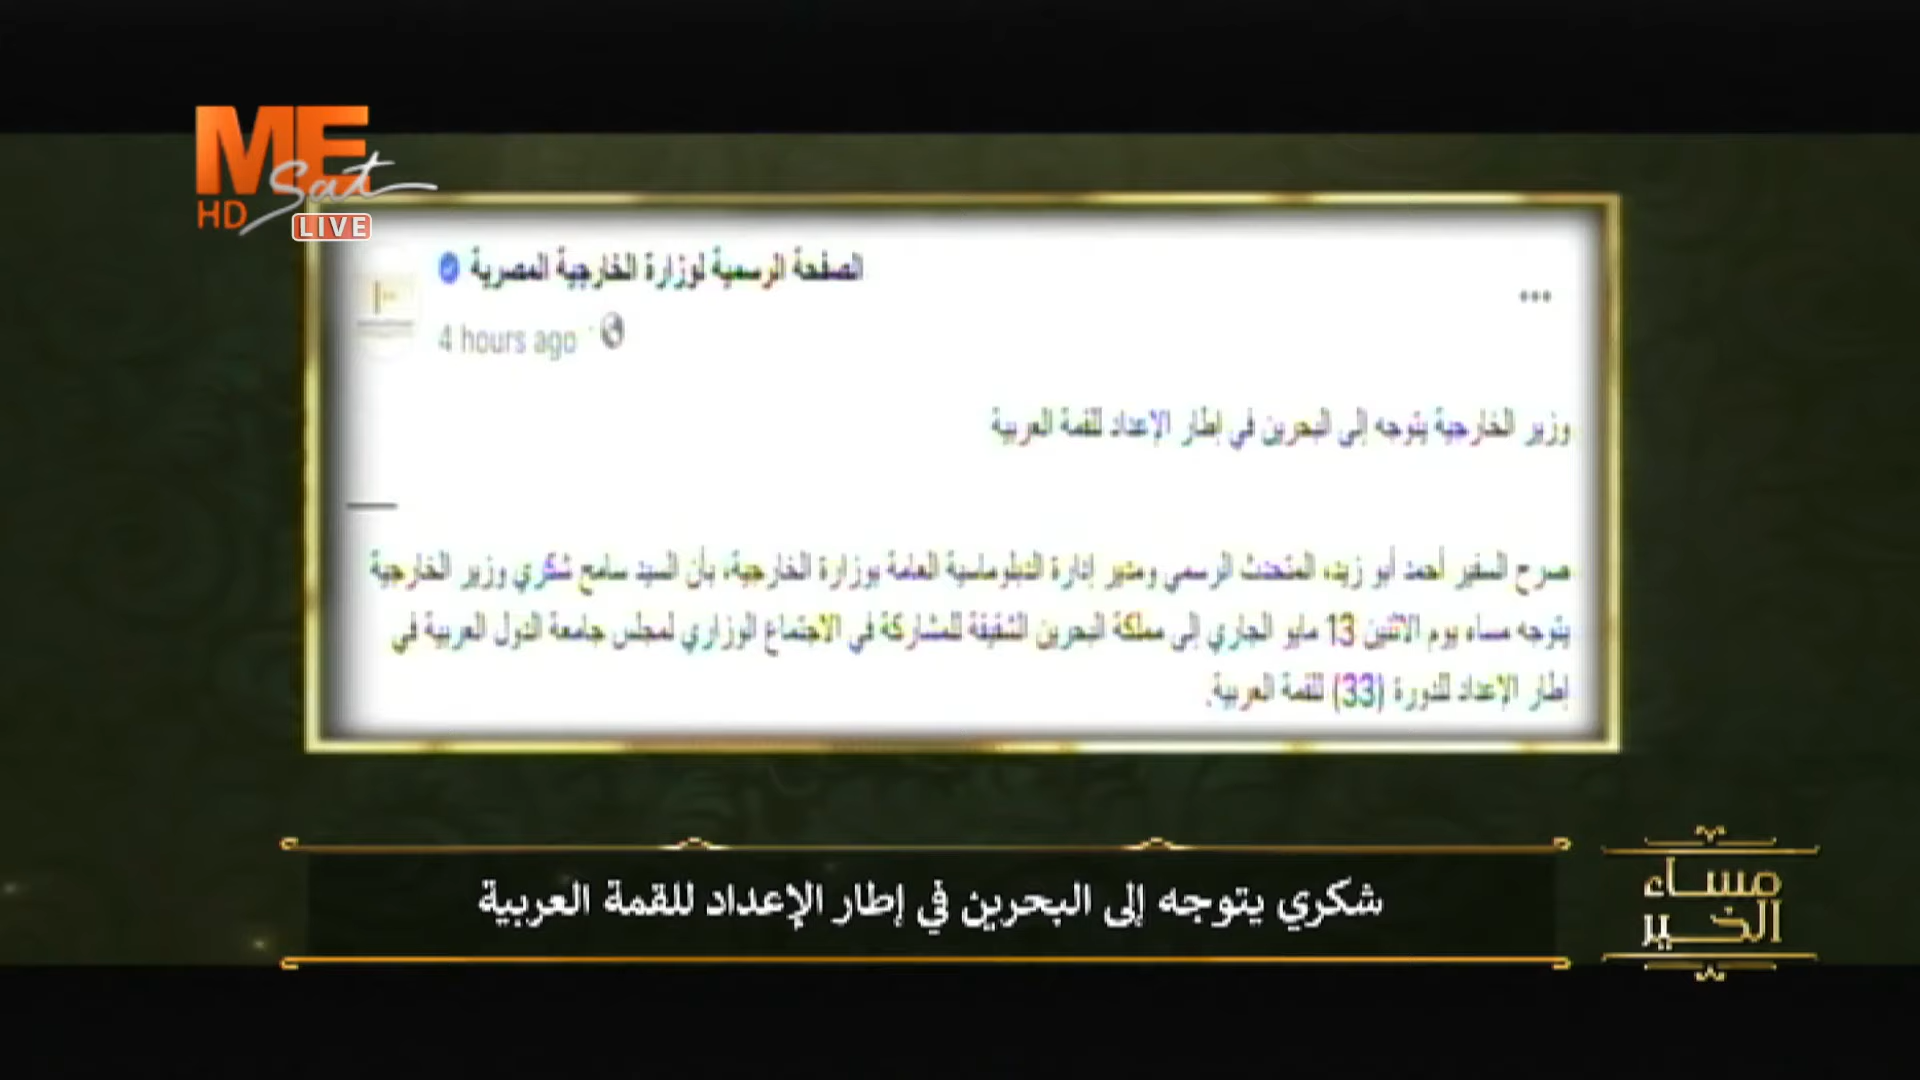 ME
Sat
HD
LIVE
الصفحة الرسمية لوزارة الخارجية المصرية
4 hours ago
وزير الخارجية يتوجه إلى البحرين في إطار الإعداد للقمة العربية
صرح السفير أحمد أبو زيد، المتحدث الرسمي ومدير إدارة الدبلوماسية العامة بوزارة الخارجية، بأن السيد سامح شكري وزير الخارجية
يتوجه مساء يوم الاثنين 13 مايو الجاري إلى مملكة البحرين الشقيقة للمشاركة في الاجتماع الوزاري لمجلس جامعة الدول العربية في
إطار الإعداد للدورة (33) للقمة العربية.
شكري يتوجه إلى البحرين في إطار الإعداد للقمة العربية
مساء
الخير